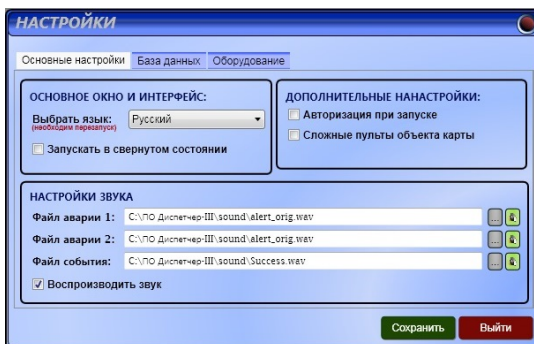 НАСТРОЙКИ
Основные настройки База данных Оборудование
ОСНОВНОЕ ОКНО И ИНТЕРФЕЙС:
Выбрать язык: Русский
(необходим перезапуск)
Запускать в свернутом состоянии
ДОПОЛНИТЕЛЬНЫЕ НАНАСТРОЙКИ:
Авторизация при запуске
Сложные пульты объекта карты
НАСТРОЙКИ ЗВУКА
Файл аварии 1: C:\ПО Диспетчер-III\sound\alert_orig.wav ...
Файл аварии 2: C:\ПО Диспетчер-III\sound\alert_orig.wav ...
Файл события: C:\ПО Диспетчер-III\sound\Success.wav ...
Воспроизводить звук
Сохранить Выйти